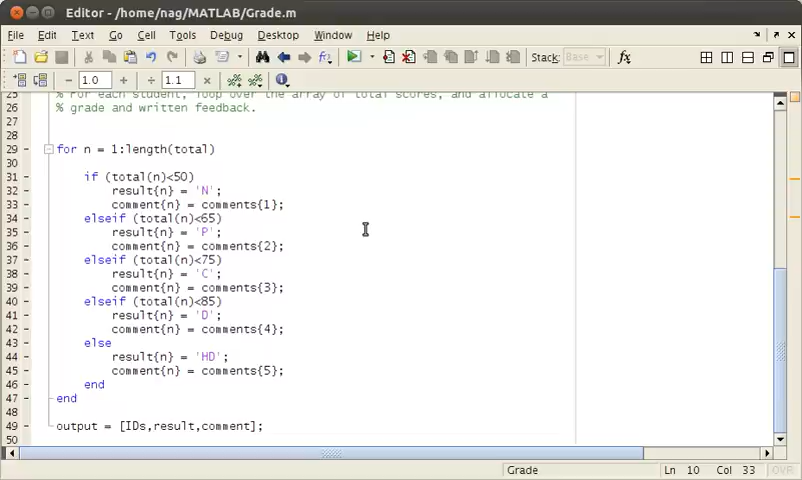 Editor - /home/nag/MATLAB/Grade.m
File Edit Text Go Cell Tools Debug Desktop Window Help
Stack: Base fx
1.0 + ÷ 1.1 ×
25 % For each student, loop over the array of total scores, and allocate a
26 % grade and written feedback.
27
28
29 for n = 1:length(total)
30
31 if (total(n)<50)
32 result{n} = 'N';
33 comment{n} = comments{1};
34 elseif (total(n)<65)
35 result{n} = 'P';
36 comment{n} = comments{2};
37 elseif (total(n)<75)
38 result{n} = 'C';
39 comment{n} = comments{3};
40 elseif (total(n)<85)
41 result{n} = 'D';
42 comment{n} = comments{4};
43 else
44 result{n} = 'HD';
45 comment{n} = comments{5};
46 end
47 end
48
49 output = [IDs,result,comment];
50
Grade Ln 10 Col 33 OVR